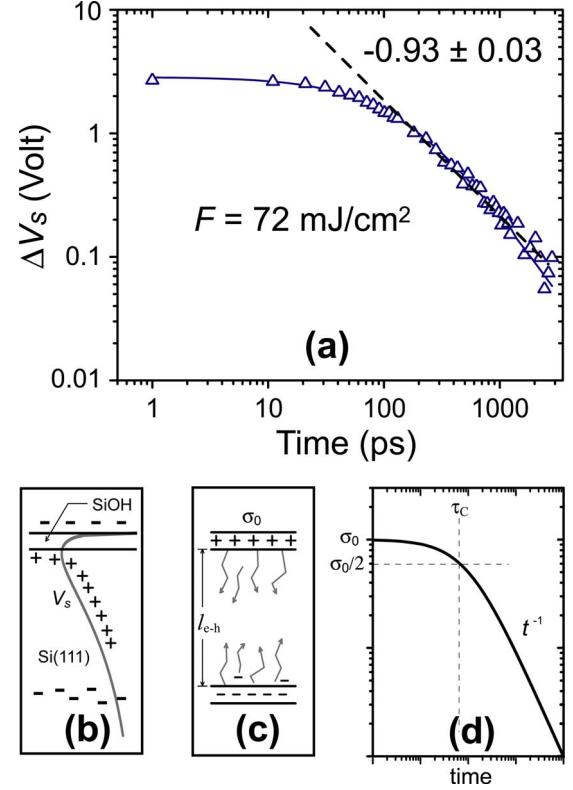 10
-0.93 ± 0.03
1
ΔVs (Volt)
F = 72 mJ/cm²
0.1
(a)
0.01
1 10 100 1000
Time (ps)
SiOH
- - - -
+ + + + + + + + +
Vs
Si(111)
- - - - - -
(b)
σ₀
+ + + + +
le-h
- -
- - - - - -
(c)
τC
σ₀
σ₀/2
t⁻¹
(d)
time